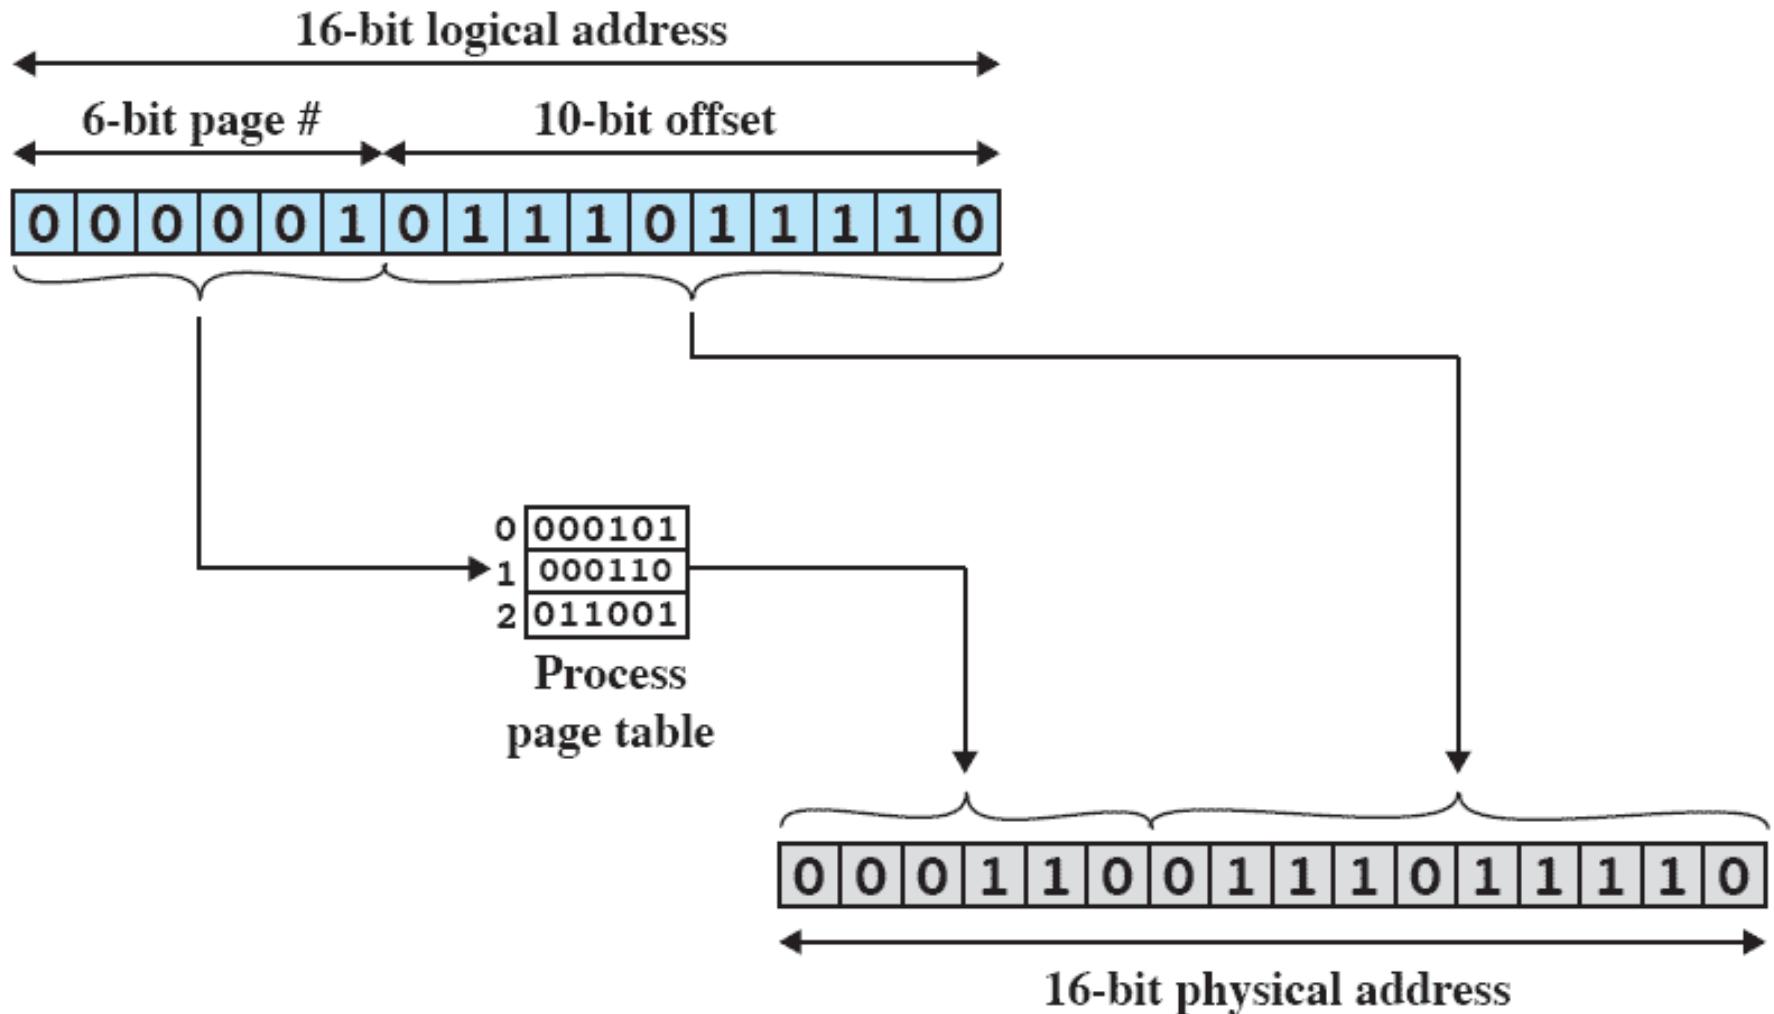 16-bit logical address
6-bit page # 10-bit offset
0 0 0 0 0 1 0 1 1 1 0 1 1 1 1 0
0 000101
1 000110
2 011001
Process
page table
0 0 0 1 1 0 0 1 1 1 0 1 1 1 1 0
16-bit physical address